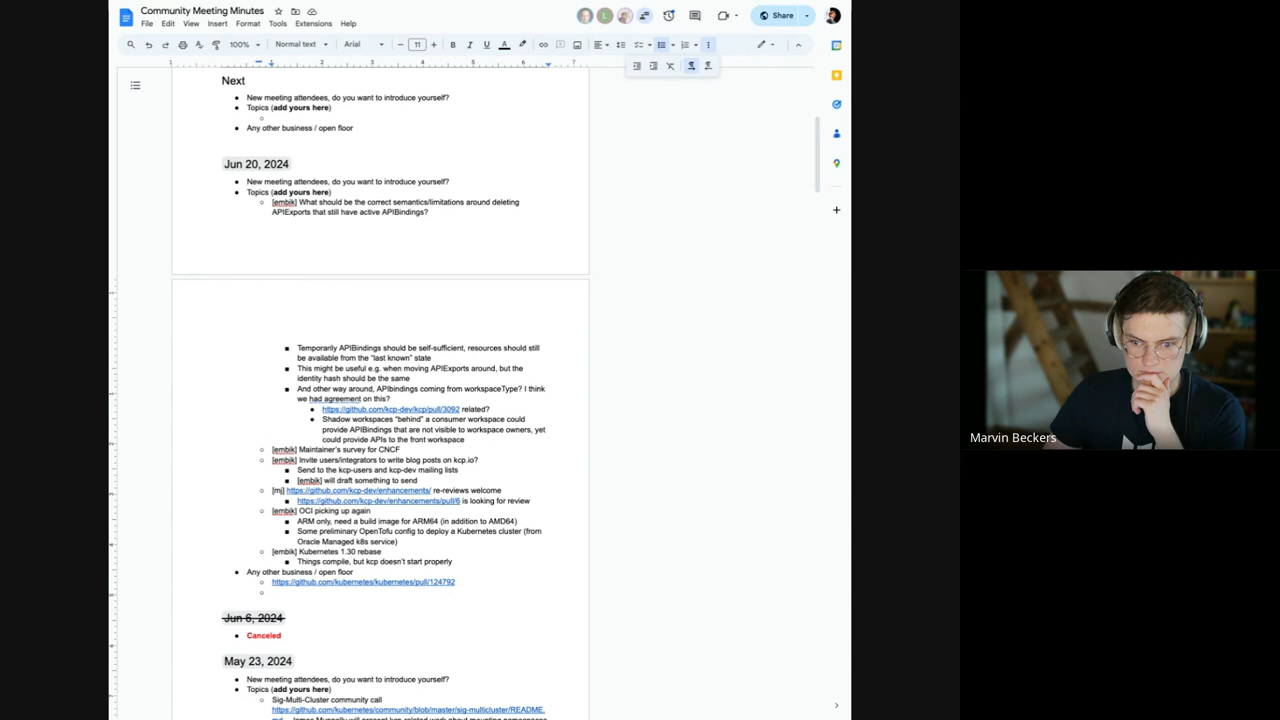 Community Meeting Minutes
File Edit View Insert Format Tools Extensions Help
Share
100% Normal text Arial 11
Next
New meeting attendees, do you want to introduce yourself?
Topics (add yours here)
Any other business / open floor
Jun 20, 2024
New meeting attendees, do you want to introduce yourself?
Topics (add yours here)
[embik] What should be the correct semantics/limitations around deleting
APIExports that still have active APIBindings?
Temporarily APIBindings should be self-sufficient, resources should still
be available from the "last known" state
This might be useful e.g. when moving APIExports around, but the
identity hash should be the same
And other way around, APIbindings coming from workspaceType? I think
we had agreement on this?
https://github.com/kcp-dev/kcp/pull/3092 related?
Shadow workspaces "behind" a consumer workspace could
provide APIBindings that are not visible to workspace owners, yet
could provide APIs to the front workspace
[embik] Maintainer's survey for CNCF
[embik] Invite users/integrators to write blog posts on kcp.io?
Send to the kcp-users and kcp-dev mailing lists
[embik] will draft something to send
[mj] https://github.com/kcp-dev/enhancements/ re-reviews welcome
https://github.com/kcp-dev/enhancements/pull/6 is looking for review
[embik] OCI picking up again
ARM only, need a build image for ARM64 (in addition to AMD64)
Some preliminary OpenTofu config to deploy a Kubernetes cluster (from
Oracle Managed k8s service)
[embik] Kubernetes 1.30 rebase
Things compile, but kcp doesn't start properly
Any other business / open floor
https://github.com/kubernetes/kubernetes/pull/124792
Jun 6, 2024
Canceled
May 23, 2024
New meeting attendees, do you want to introduce yourself?
Topics (add yours here)
Sig-Multi-Cluster community call
https://github.com/kubernetes/community/blob/master/sig-multicluster/README.
Marvin Beckers